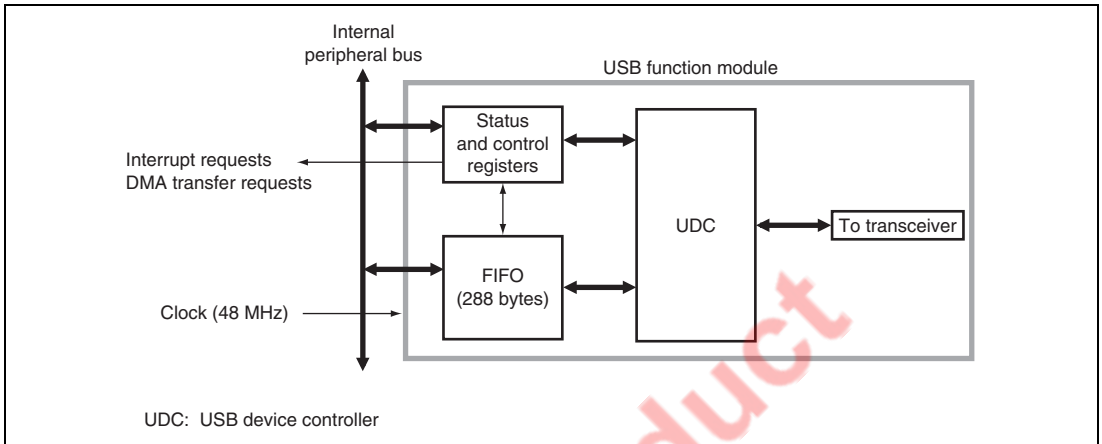 Internal
peripheral bus
USB function module
Status
and control
registers
Interrupt requests
DMA transfer requests
UDC
To transceiver
FIFO
(288 bytes)
Clock (48 MHz)
UDC: USB device controller
duct